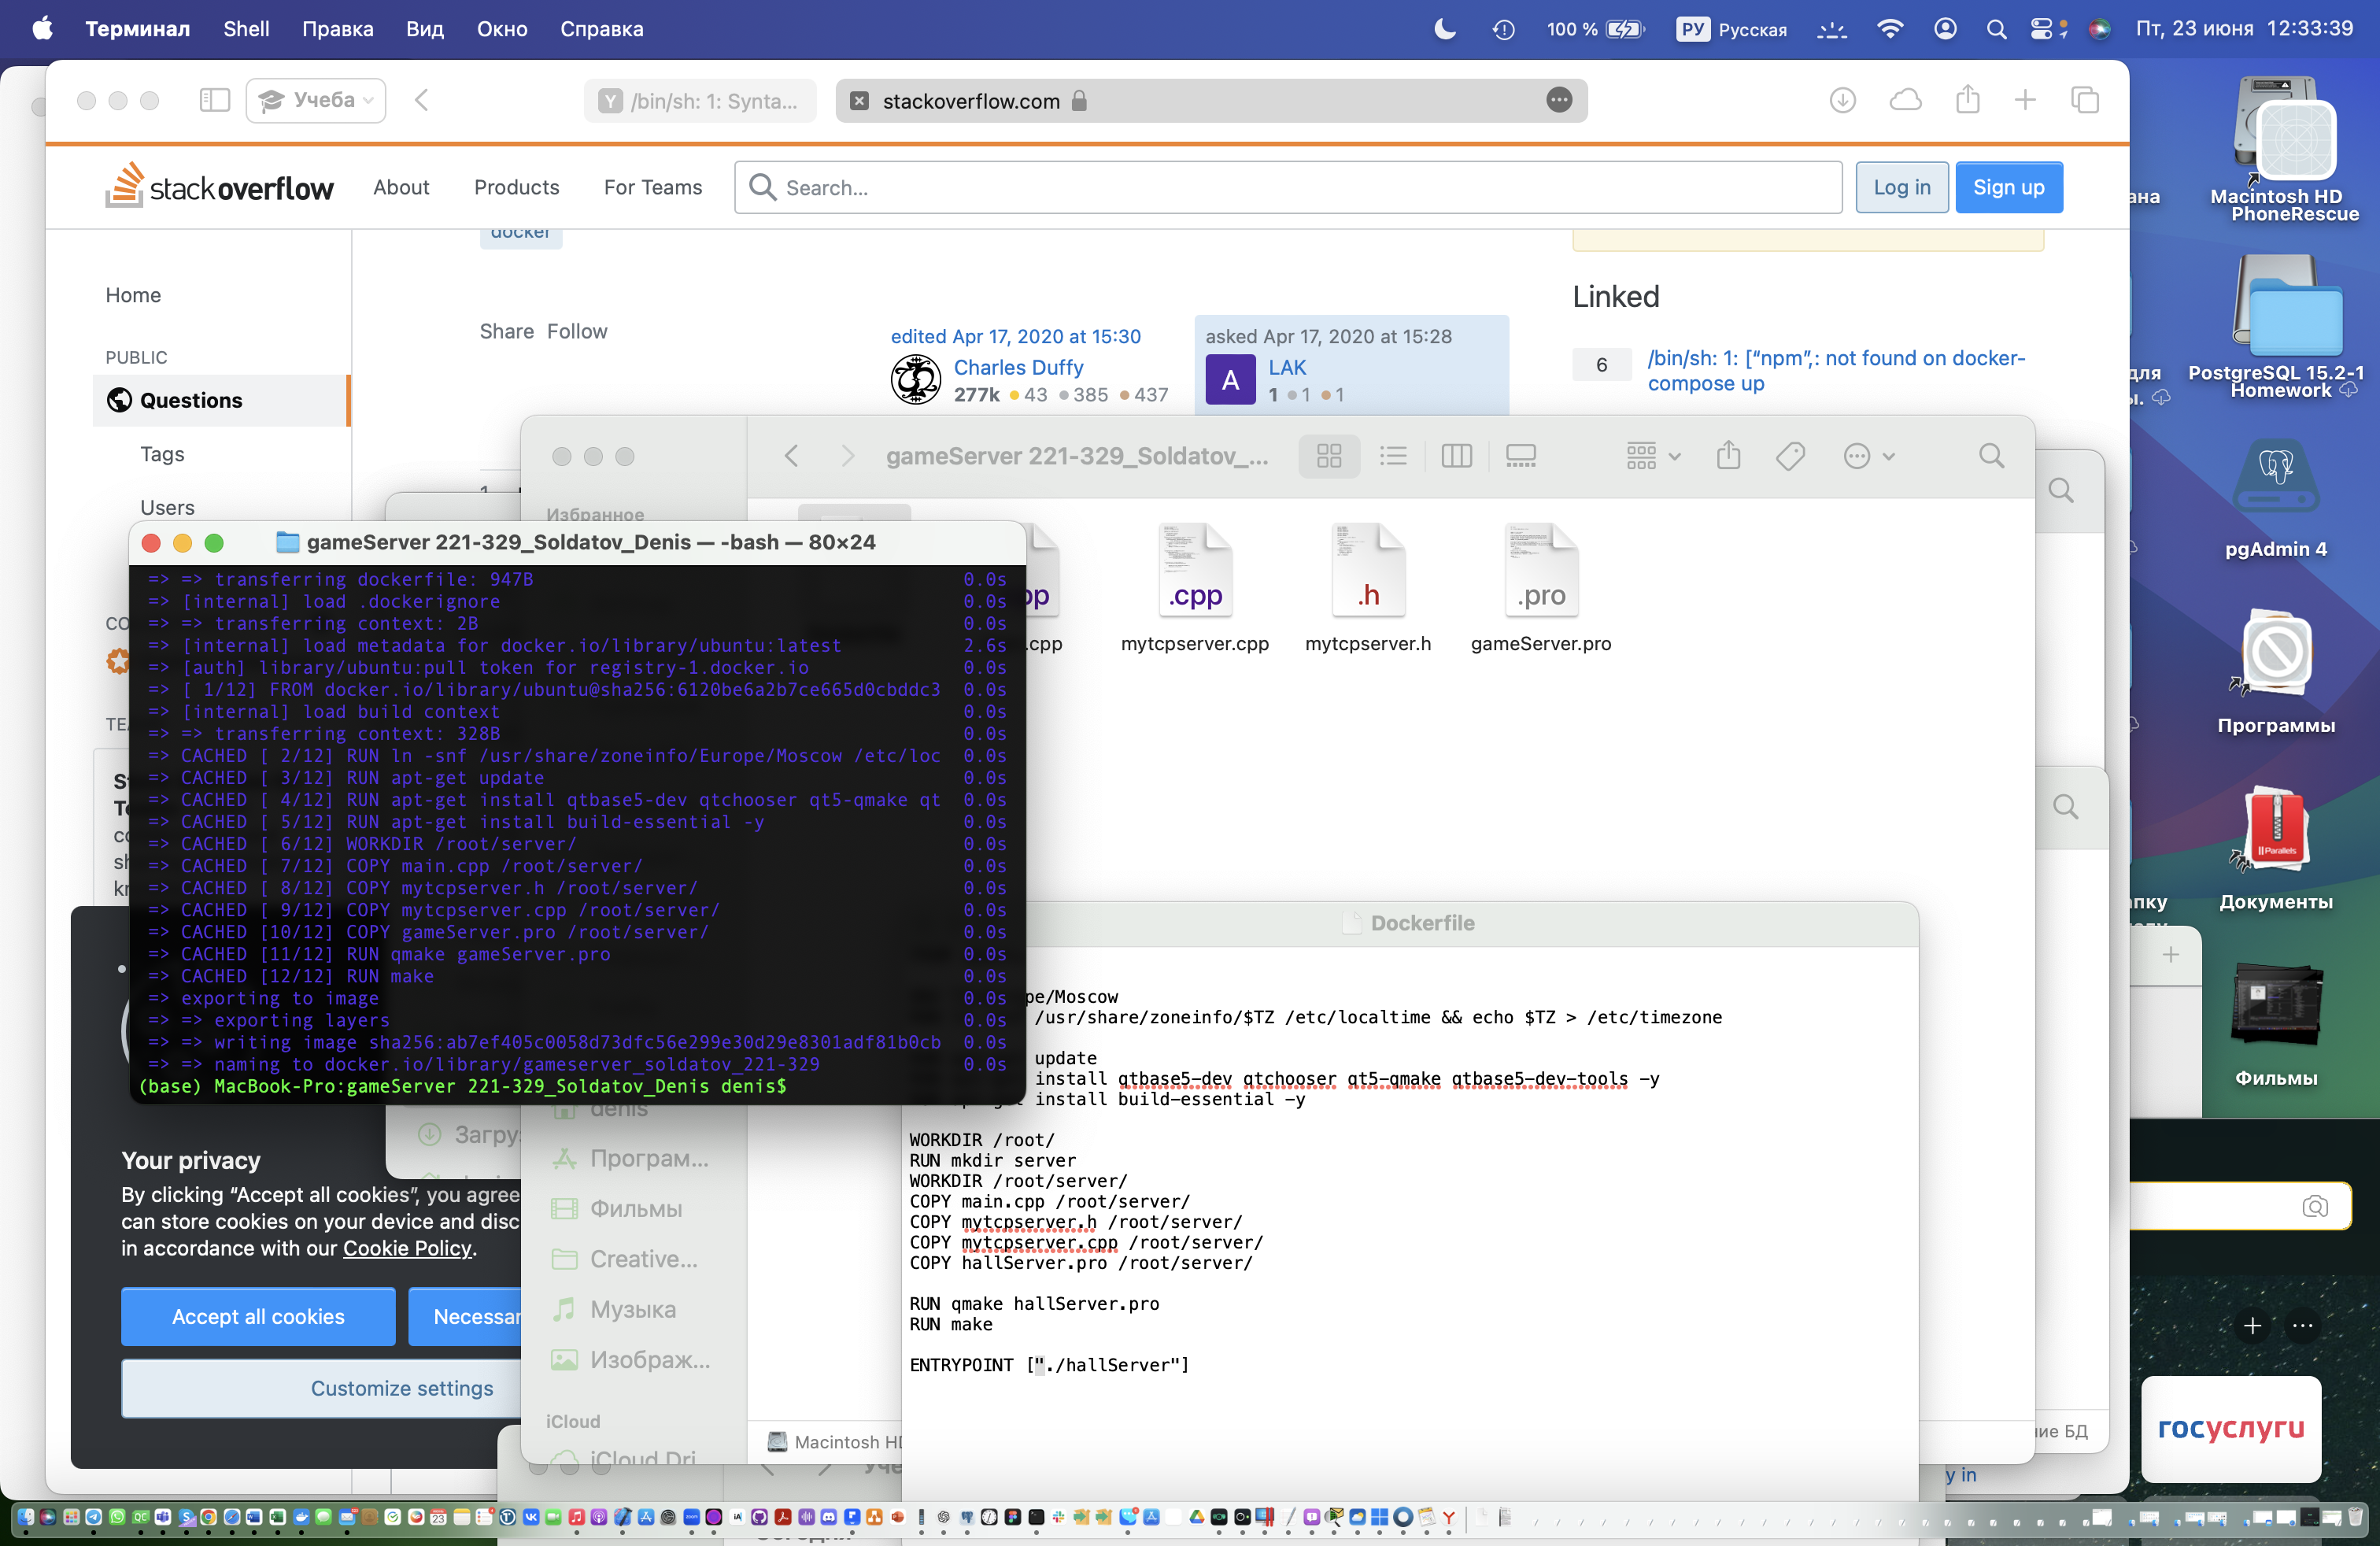 Терминал Shell Правка Вид Окно Справка
100 % РУ Русская Пт, 23 июня 12:33:39
Учеба
Y /bin/sh: 1: Synta...
stackoverflow.com
stackoverflow About Products For Teams Search... Log in Sign up
docker
Home
PUBLIC
Questions
Tags
Users
Share Follow
edited Apr 17, 2020 at 15:30
Charles Duffy
277k 43 385 437
asked Apr 17, 2020 at 15:28
A
LAK
1 1 1
Linked
6 /bin/sh: 1: [“npm”,: not found on docker-
compose up
gameServer 221-329_Soldatov_...
Избранное
.cpp mytcpserver.cpp
.h mytcpserver.h
.pro gameServer.pro
gameServer 221-329_Soldatov_Denis — -bash — 80×24
=> => transferring dockerfile: 947B 0.0s
=> [internal] load .dockerignore 0.0s
=> => transferring context: 2B 0.0s
=> [internal] load metadata for docker.io/library/ubuntu:latest 2.6s
=> [auth] library/ubuntu:pull token for registry-1.docker.io 0.0s
=> [ 1/12] FROM docker.io/library/ubuntu@sha256:6120be6a2b7ce665d0cbddc3 0.0s
=> [internal] load build context 0.0s
=> => transferring context: 328B 0.0s
=> CACHED [ 2/12] RUN ln -snf /usr/share/zoneinfo/Europe/Moscow /etc/loc 0.0s
=> CACHED [ 3/12] RUN apt-get update 0.0s
=> CACHED [ 4/12] RUN apt-get install qtbase5-dev qtchooser qt5-qmake qt 0.0s
=> CACHED [ 5/12] RUN apt-get install build-essential -y 0.0s
=> CACHED [ 6/12] WORKDIR /root/server/ 0.0s
=> CACHED [ 7/12] COPY main.cpp /root/server/ 0.0s
=> CACHED [ 8/12] COPY mytcpserver.h /root/server/ 0.0s
=> CACHED [ 9/12] COPY mytcpserver.cpp /root/server/ 0.0s
=> CACHED [10/12] COPY gameServer.pro /root/server/ 0.0s
=> CACHED [11/12] RUN qmake gameServer.pro 0.0s
=> CACHED [12/12] RUN make 0.0s
=> exporting to image 0.0s
=> => exporting layers 0.0s
=> => writing image sha256:ab7ef405c0058d73dfc56e299e30d29e8301adf81b0cb 0.0s
=> => naming to docker.io/library/gameserver_soldatov_221-329 0.0s
(base) MacBook-Pro:gameServer 221-329_Soldatov_Denis denis$
Dockerfile
pe/Moscow
/usr/share/zoneinfo/$TZ /etc/localtime && echo $TZ > /etc/timezone
update
install qtbase5-dev qtchooser qt5-qmake qtbase5-dev-tools -y
install build-essential -y
WORKDIR /root/
RUN mkdir server
WORKDIR /root/server/
COPY main.cpp /root/server/
COPY mytcpserver.h /root/server/
COPY mytcpserver.cpp /root/server/
COPY hallServer.pro /root/server/
RUN qmake hallServer.pro
RUN make
ENTRYPOINT ["./hallServer"]
denis
Загруз
Програм...
Фильмы
Creative...
Музыка
Изображ...
iCloud
iCloud Dri
Macintosh HD
Your privacy
By clicking “Accept all cookies”, you agree
can store cookies on your device and disc
in accordance with our Cookie Policy.
Accept all cookies
Necessar
Customize settings
Macintosh HD
PhoneRescue
PostgreSQL 15.2-1
Homework
pgAdmin 4
Программы
Parallels
Документы
Фильмы
ие БД
y in
госуслуги
23